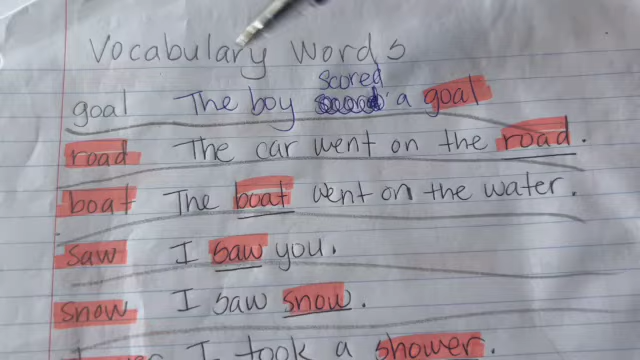 Vocabulary Words
goal The boy scored a goal
road The car went on the road.
boat The boat went on the water.
saw I saw you.
snow I saw snow.
I took a shower.